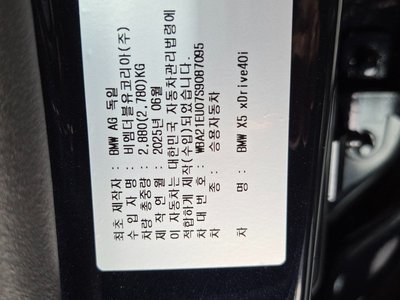 최초 제작자 : BMW AG 독일
수 입 자 명 : 비엠더블유코리아(주)
차량 총중량 : 2,880(2,780)KG
제 작 연 월 : 2025년 06월
이 자동차는 대한민국 자동차관리법령에
적합하게 제작(수입)되었습니다
차 대 번 호 : WBA21EU07S9087095
차 종 : 승용자동차
차 명 : BMW X5 xDrive40i